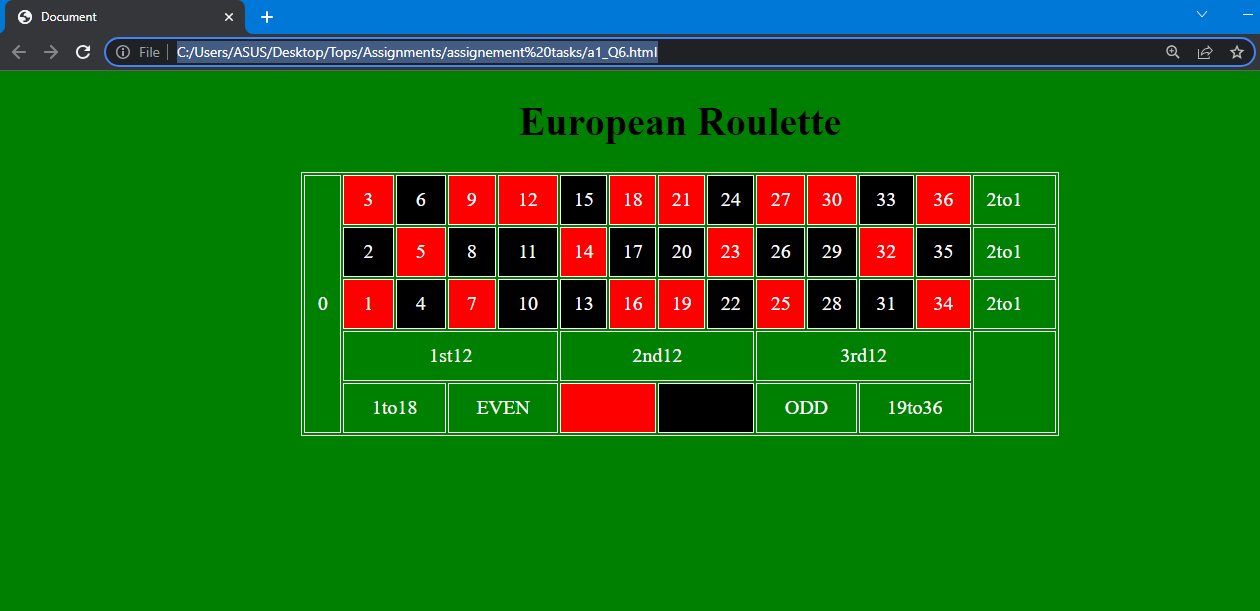 Document
File C:/Users/ASUS/Desktop/Tops/Assignments/assignement%20tasks/a1_Q6.html
European Roulette
3 6 9 12 15 18 21 24 27 30 33 36 2to1
2 5 8 11 14 17 20 23 26 29 32 35 2to1
0 1 4 7 10 13 16 19 22 25 28 31 34 2to1
1st12 2nd12 3rd12
1to18 EVEN ODD 19to36